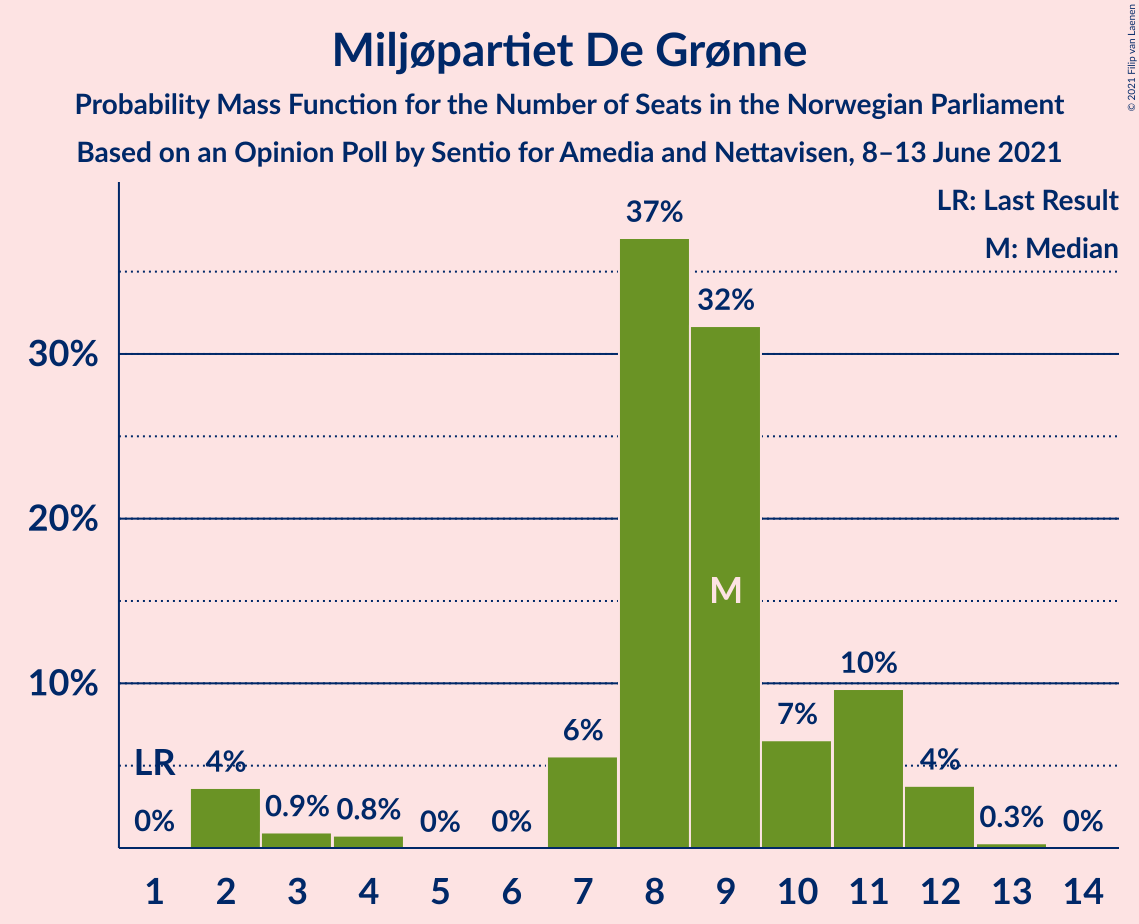 Miljøpartiet De Grønne
Probability Mass Function for the Number of Seats in the Norwegian Parliament
Based on an Opinion Poll by Sentio for Amedia and Nettavisen, 8–13 June 2021
© 2021 Filip van Laenen
LR: Last Result
M: Median
37%
32%
30%
20%
M
10%
10%
7%
6%
LR
4%
4%
0%
0.9%
0.8%
0%
0%
0.3%
0%
1 2 3 4 5 6 7 8 9 10 11 12 13 14